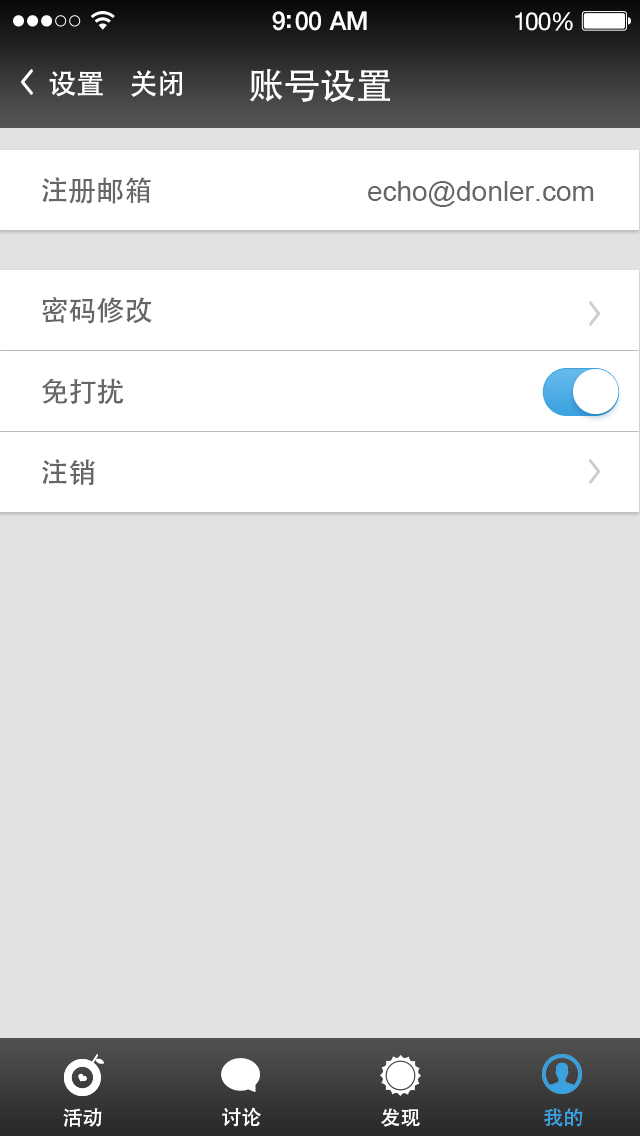 9:00 AM 100%
设置 关闭 账号设置
注册邮箱 echo@donler.com
密码修改
免打扰
注销
活动 讨论 发现 我的